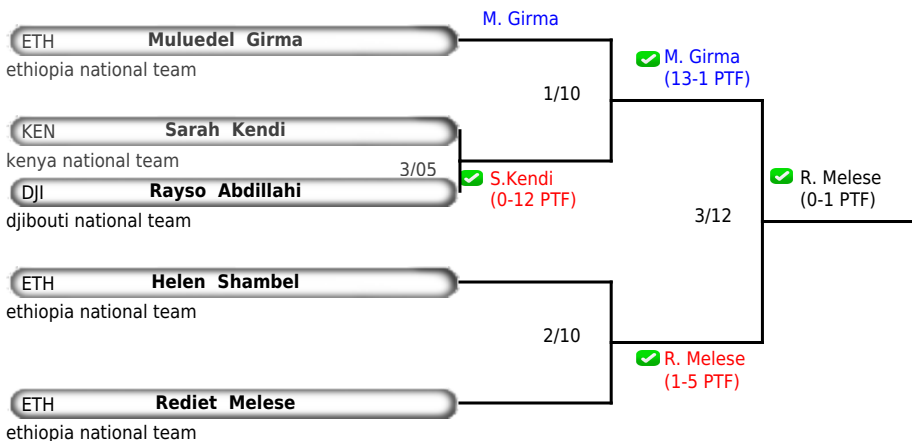 M. Girma
ETH Muluedel Girma
ethiopia national team
M. Girma
(13-1 PTF)
1/10
KEN Sarah Kendi
kenya national team
3/05
S.Kendi
(0-12 PTF)
DJI Rayso Abdillahi
djibouti national team
R. Melese
(0-1 PTF)
3/12
ETH Helen Shambel
ethiopia national team
2/10
R. Melese
(1-5 PTF)
ETH Rediet Melese
ethiopia national team